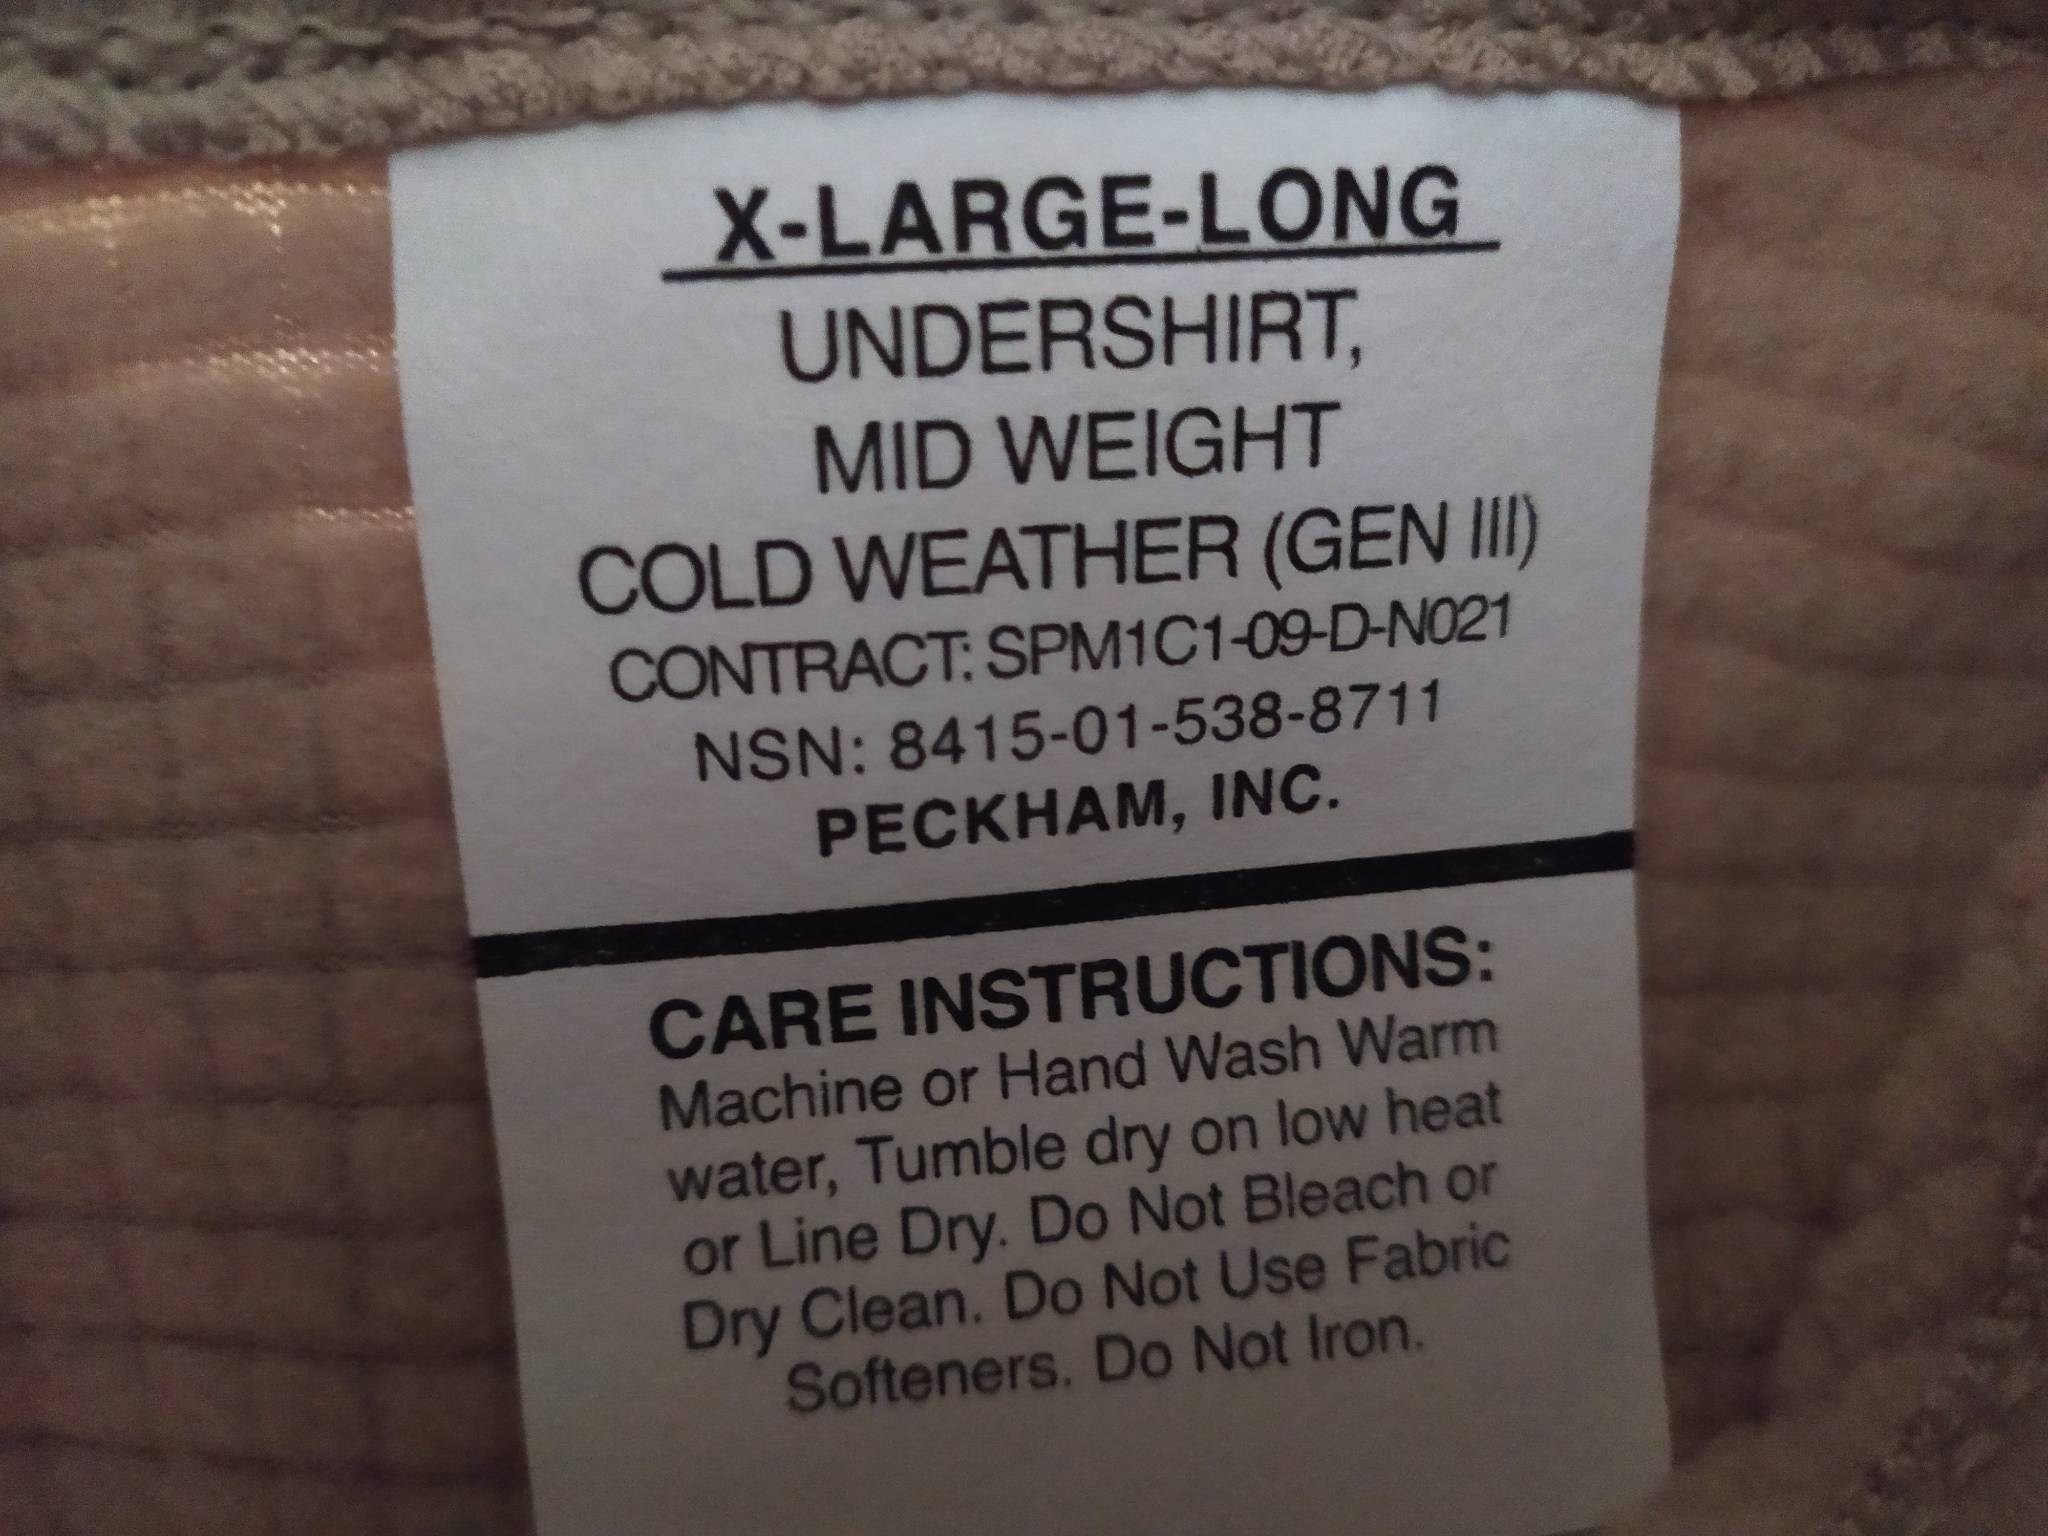 X-LARGE-LONG
UNDERSHIRT,
MID WEIGHT
COLD WEATHER (GEN III)
CONTRACT: SPM1C1-09-D-N021
NSN: 8415-01-538-8711
PECKHAM, INC.
CARE INSTRUCTIONS:
Machine or Hand Wash Warm
water, Tumble dry on low heat
or Line Dry. Do Not Bleach or
Dry Clean. Do Not Use Fabric
Softeners. Do Not Iron.